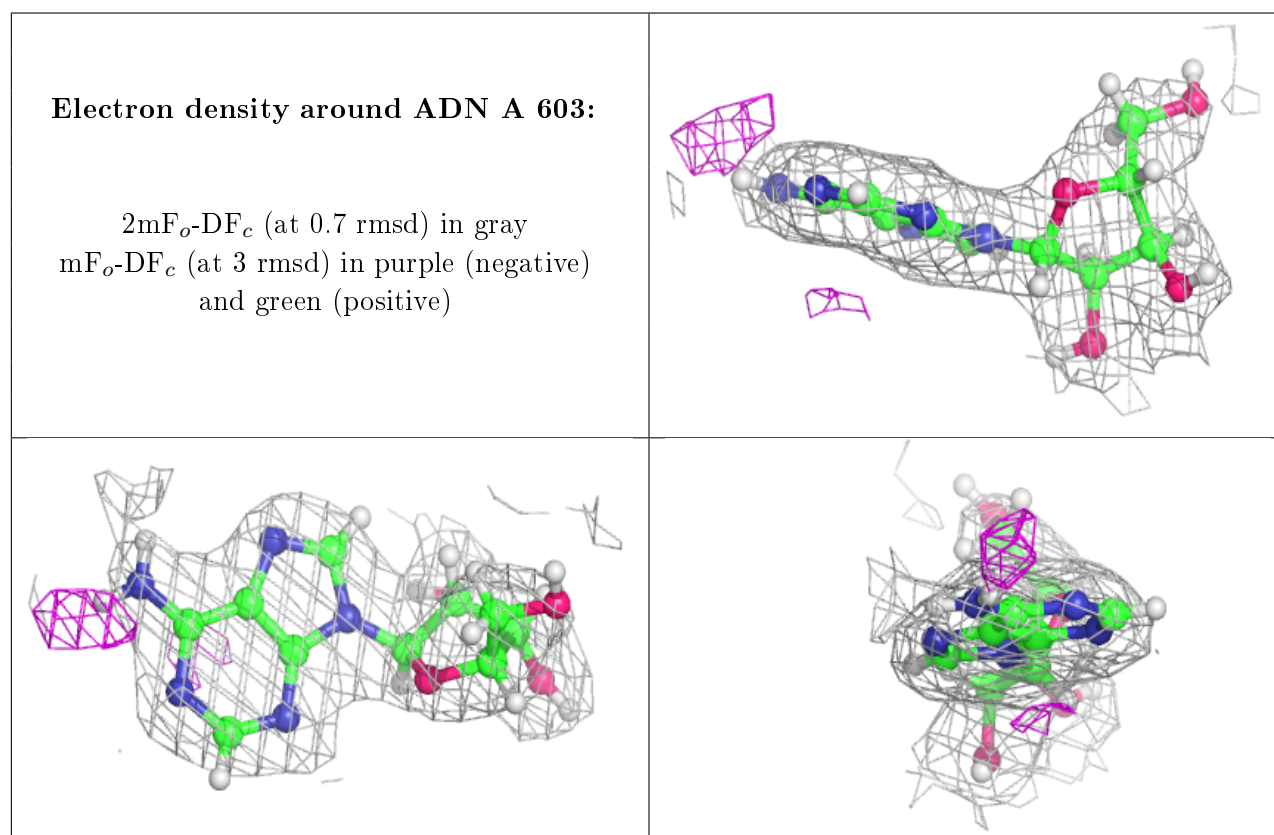 Electron density around ADN A 603:
2mFₒ-DF𝒸 (at 0.7 rmsd) in gray
mFₒ-DF𝒸 (at 3 rmsd) in purple (negative)
and green (positive)